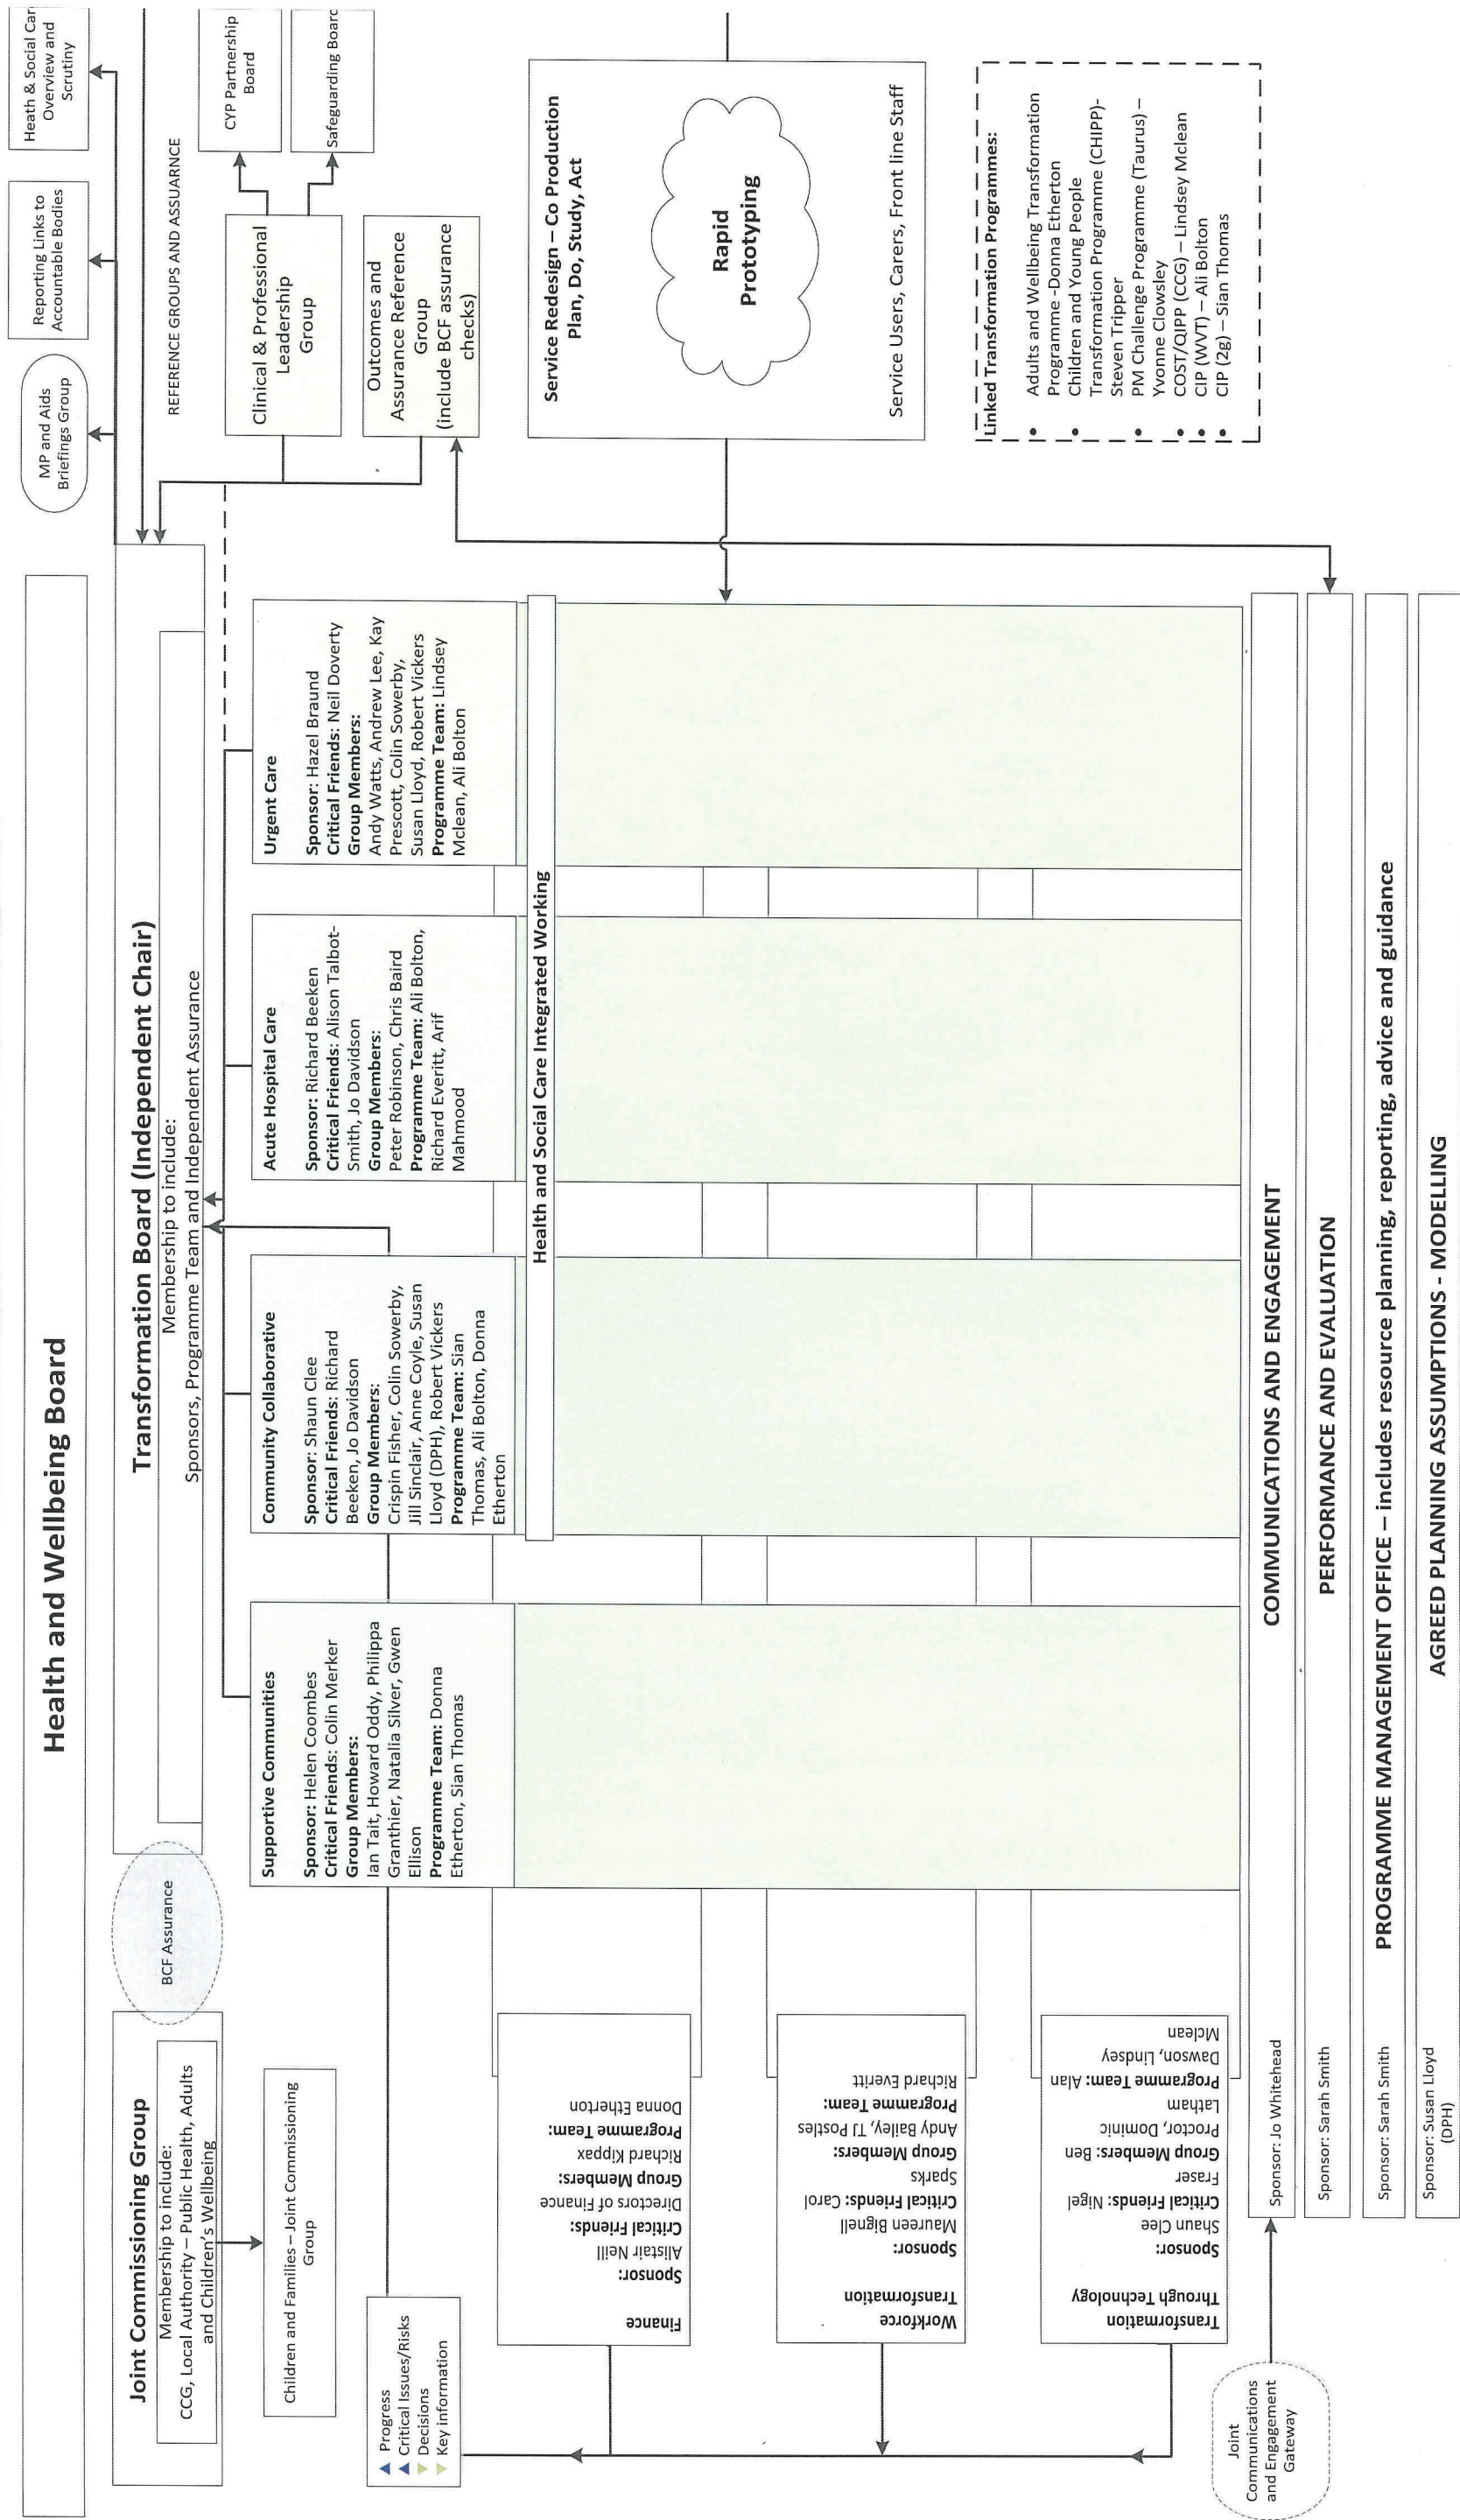 Health and Wellbeing Board
Joint Commissioning Group
Membership to include:
CCG, Local Authority – Public Health, Adults
and Children's Wellbeing
BCF Assurance
Transformation Board (Independent Chair)
Membership to include:
Sponsors, Programme Team and Independent Assurance
MP and Aids
Briefings Group
Reporting Links to
Accountable Bodies
Heath & Social Car
Overview and
Scrutiny
Children and Families – Joint Commissioning
Group
REFERENCE GROUPS AND ASSUARNCE
Clinical & Professional
Leadership
Group
CYP Partnership
Board
Safeguarding Board
Outcomes and
Assurance Reference
Group
(include BCF assurance
checks)
Progress
Critical Issues/Risks
Decisions
Key information
Supportive Communities
Sponsor: Helen Coombes
Critical Friends: Colin Merker
Group Members:
Ian Tait, Howard Oddy, Philippa
Granthier, Natalia Silver, Gwen
Ellison
Programme Team: Donna
Etherton, Sian Thomas
Community Collaborative
Sponsor: Shaun Clee
Critical Friends: Richard
Beeken, Jo Davidson
Group Members:
Crispin Fisher, Colin Sowerby,
Jill Sinclair, Anne Coyle, Susan
Lloyd (DPH), Robert Vickers
Programme Team: Sian
Thomas, Ali Bolton, Donna
Etherton
Acute Hospital Care
Sponsor: Richard Beeken
Critical Friends: Alison Talbot-
Smith, Jo Davidson
Group Members:
Peter Robinson, Chris Baird
Programme Team: Ali Bolton,
Richard Everitt, Arif
Mahmood
Urgent Care
Sponsor: Hazel Braund
Critical Friends: Neil Doverty
Group Members:
Andy Watts, Andrew Lee, Kay
Prescott, Colin Sowerby,
Susan Lloyd, Robert Vickers
Programme Team: Lindsey
Mclean, Ali Bolton
Health and Social Care Integrated Working
Service Redesign – Co Production
Plan, Do, Study, Act
Rapid
Prototyping
Service Users, Carers, Front line Staff
Finance
Sponsor:
Alistair Neill
Critical Friends:
Directors of Finance
Group Members:
Richard Kippax
Programme Team:
Donna Etherton
Workforce
Transformation
Sponsor:
Maureen Bignell
Critical Friends: Carol
Sparks
Group Members:
Andy Bailey, TJ Postles
Programme Team:
Richard Everitt
Transformation
Through Technology
Sponsor:
Shaun Clee
Critical Friends: Nigel
Fraser
Group Members: Ben
Proctor, Dominic
Latham
Programme Team: Alan
Dawson, Lindsey
Mclean
Linked Transformation Programmes:
• Adults and Wellbeing Transformation
Programme -Donna Etherton
• Children and Young People
Transformation Programme (CHIPP)-
Steven Tripper
• PM Challenge Programme (Taurus) –
Yvonne Clowsley
• COST/QIPP (CCG) – Lindsey Mclean
• CIP (WVT) – Ali Bolton
• CIP (2g) – Sian Thomas
Joint
Communications
and Engagement
Gateway
Sponsor: Jo Whitehead
COMMUNICATIONS AND ENGAGEMENT
Sponsor: Sarah Smith
PERFORMANCE AND EVALUATION
Sponsor: Sarah Smith
PROGRAMME MANAGEMENT OFFICE – includes resource planning, reporting, advice and guidance
Sponsor: Susan Lloyd
(DPH)
AGREED PLANNING ASSUMPTIONS - MODELLING